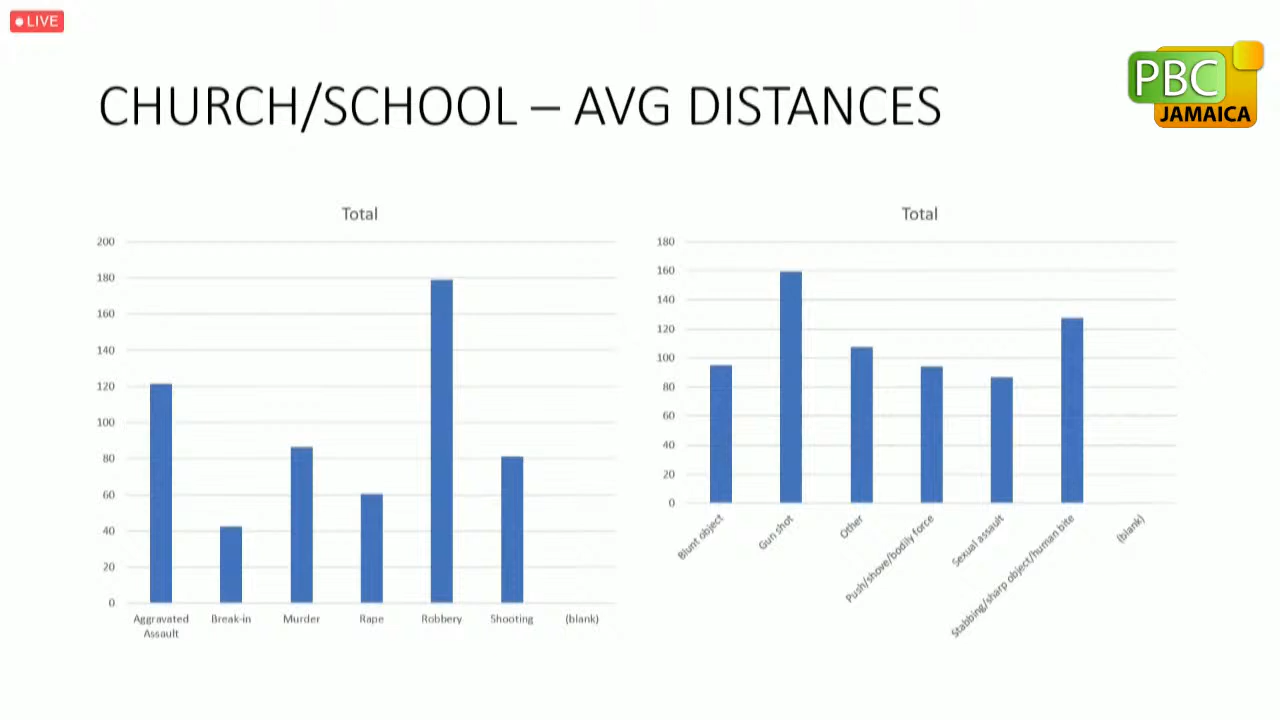 LIVE
PBC
JAMAICA
CHURCH/SCHOOL – AVG DISTANCES
Total
200
180
160
140
120
100
80
60
40
20
0
Aggravated
Assault
Break-in
Murder
Rape
Robbery
Shooting
(blank)
Total
180
160
140
120
100
80
60
40
20
0
Blunt object
Gun shot
Other
Push/shove/bodily force
Sexual assault
Stabbing/sharp object/human bite
(blank)